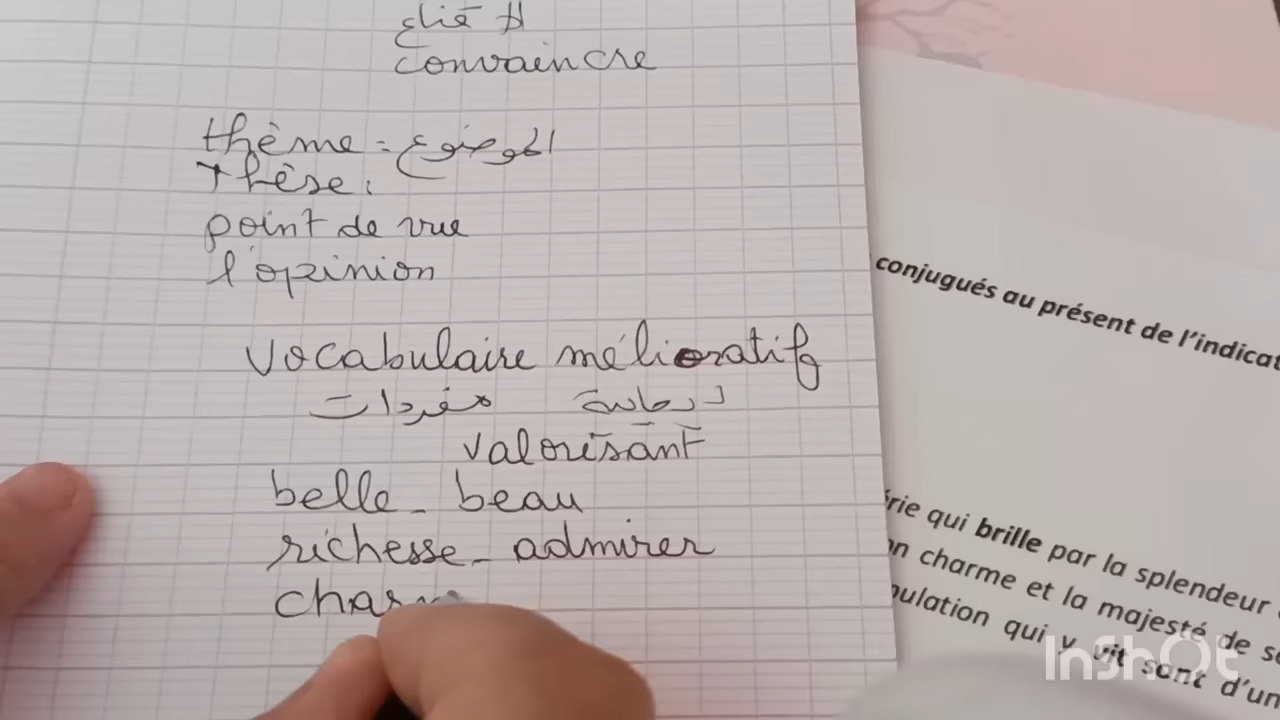 convaincre
thème = الموضوع
Thèse:
point de vue
l'opinion
vocabulaire mélioratif
مفردات
valorisant
belle - beau
richesse - admirer
conjugués au présent de l'indicat
rie qui brille par la splendeur
n charme et la majesté de s
ulation qui y vit sont d'un
InShOt